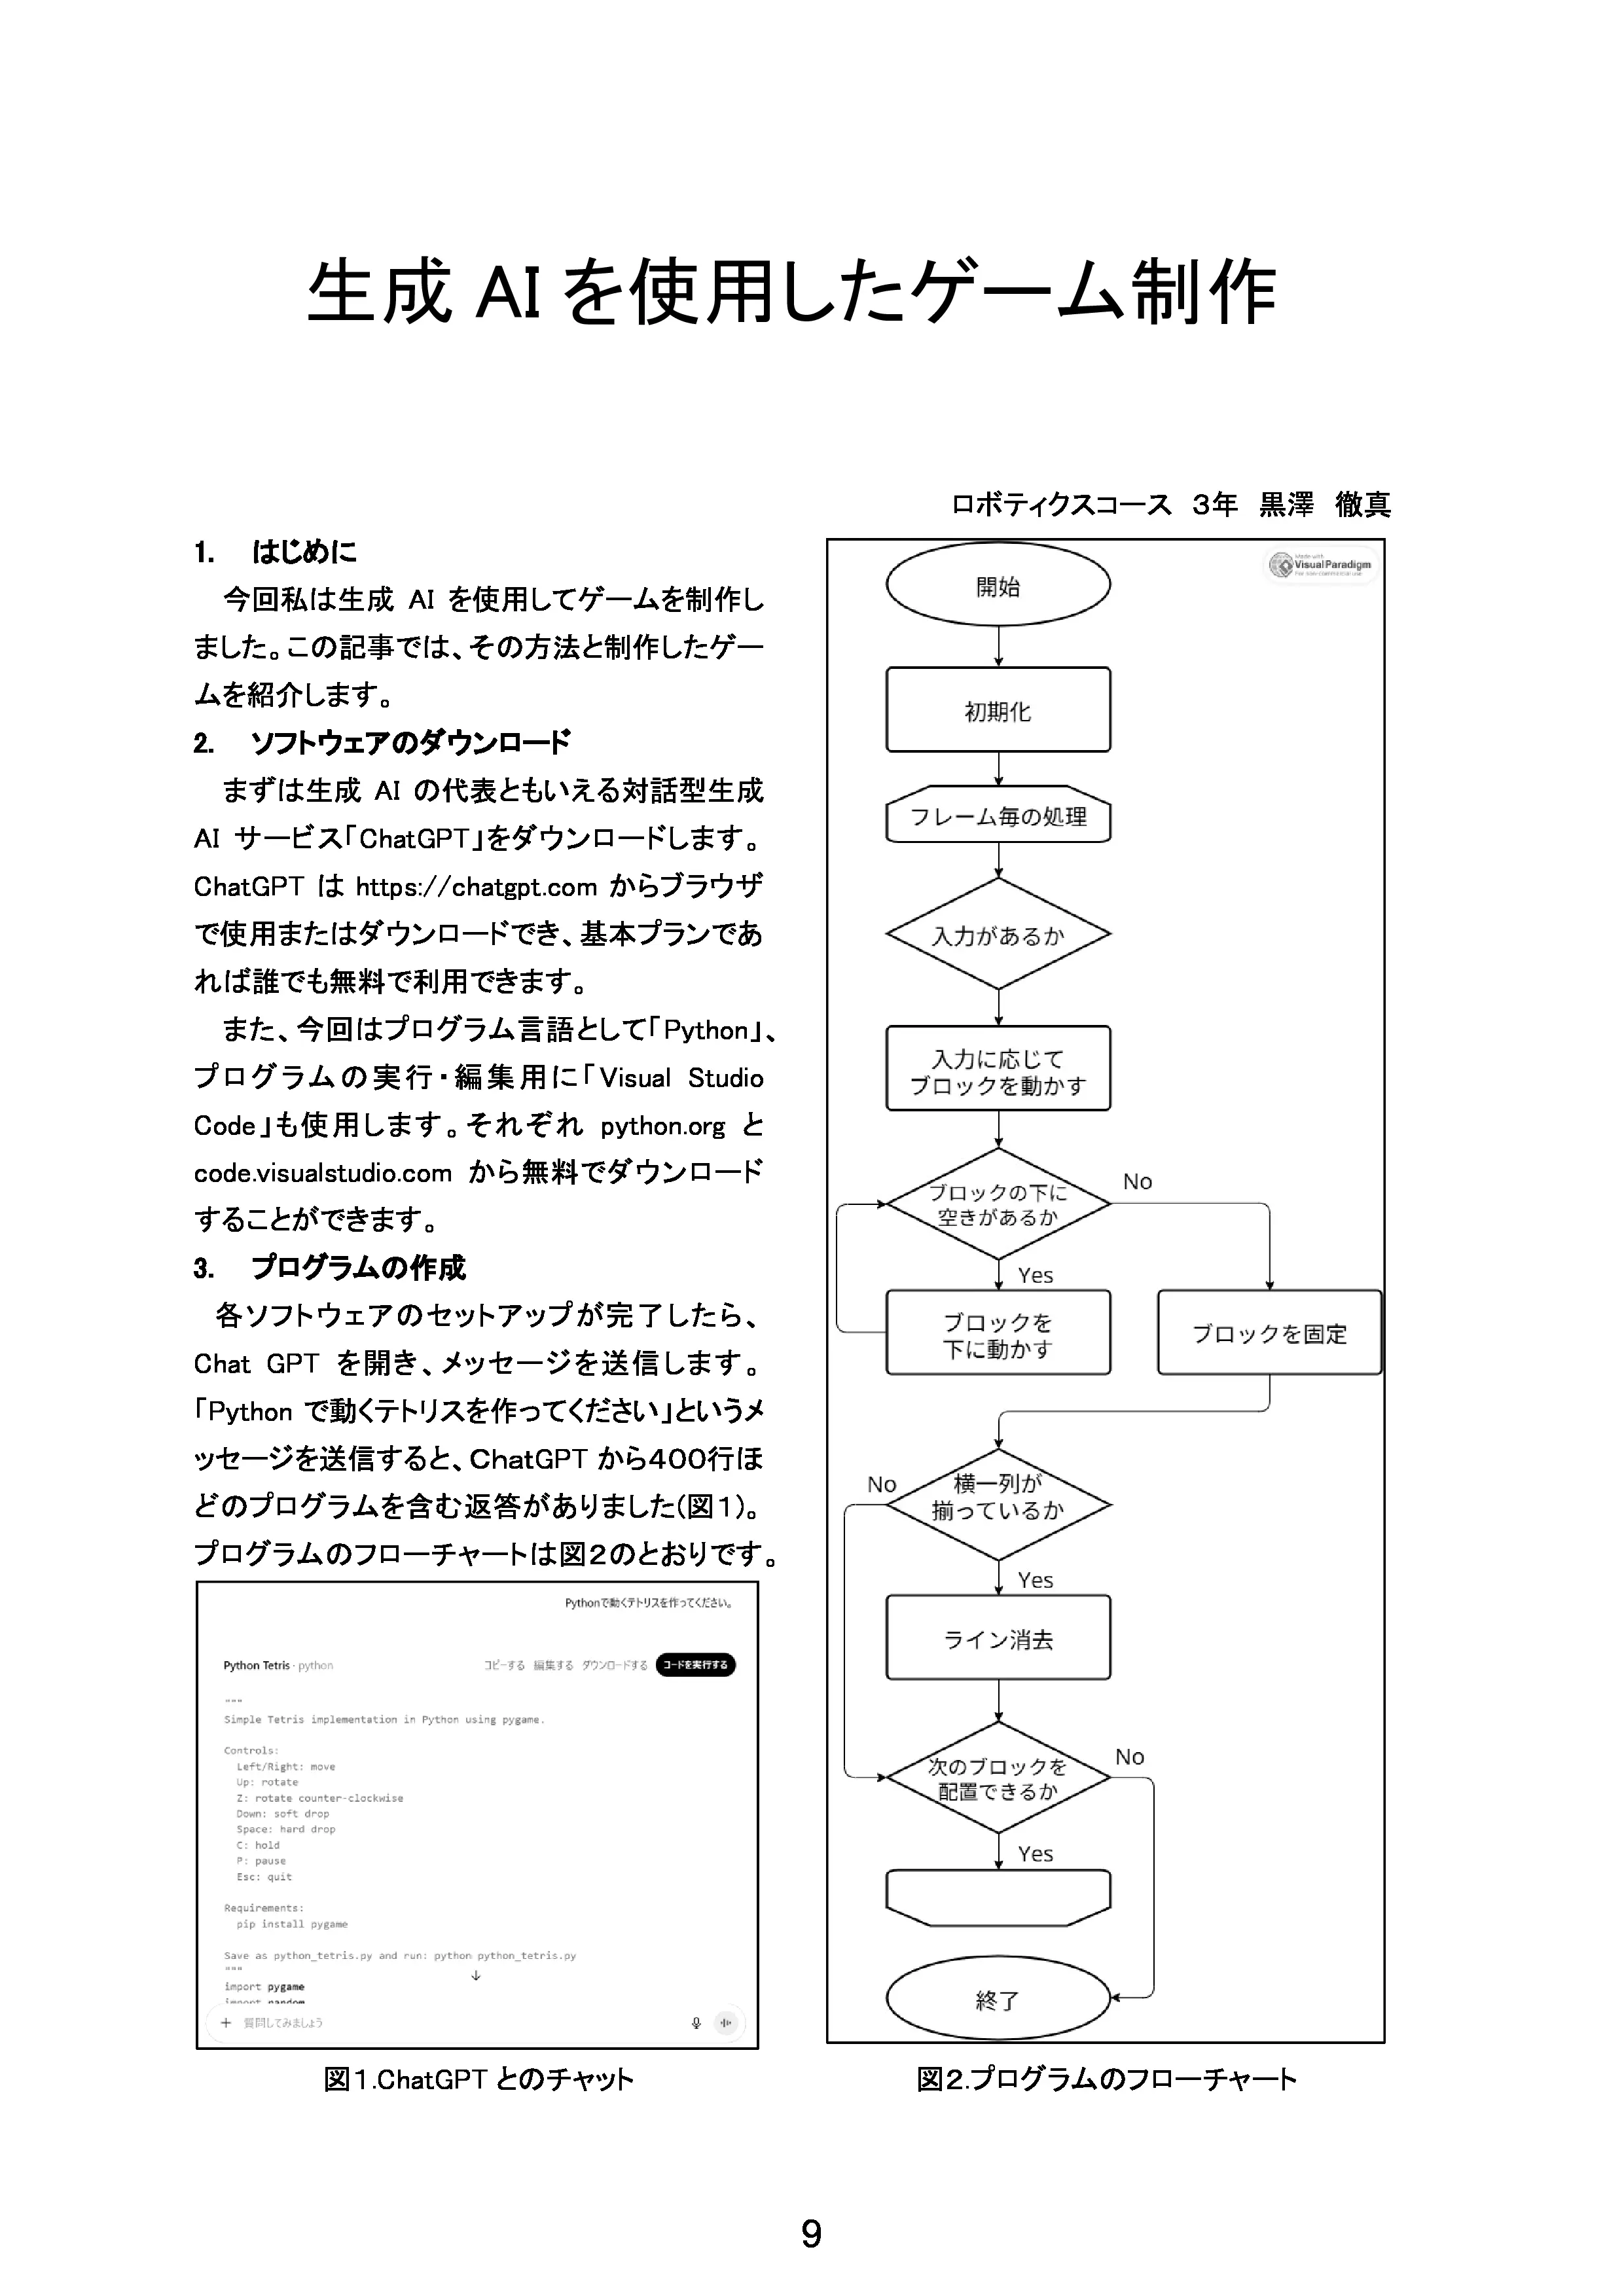 生成 AI を使用したゲーム制作
ロボティクスコース　3年　黒澤　徹真
1.　はじめに
今回私は生成 AI を使用してゲームを制作し
ました。この記事では、その方法と制作したゲー
ムを紹介します。
2.　ソフトウェアのダウンロード
まずは生成 AI の代表ともいえる対話型生成
AI サービス「ChatGPT」をダウンロードします。
ChatGPT は https://chatgpt.com からブラウザ
で使用またはダウンロードでき、基本プランであ
れば誰でも無料で利用できます。
また、今回はプログラム言語として「Python」、
プログラムの実行・編集用に「Visual Studio
Code」も使用します。それぞれ python.org と
code.visualstudio.com から無料でダウンロード
することができます。
3.　プログラムの作成
各ソフトウェアのセットアップが完了したら、
Chat GPT を開き、メッセージを送信します。
「Python で動くテトリスを作ってください」というメ
ッセージを送信すると、ChatGPT から400行ほ
どのプログラムを含む返答がありました(図1)。
プログラムのフローチャートは図2のとおりです。
Pythonで動くテトリスを作ってください。
Python Tetris · python
コピーする 編集する ダウンロードする コードを実行する
"""
Simple Tetris implementation in Python using pygame.
Controls:
Left/Right: move
Up: rotate
Z: rotate counter-clockwise
Down: soft drop
Space: hard drop
C: hold
P: pause
Esc: quit
Requirements:
pip install pygame
Save as python_tetris.py and run: python python_tetris.py
"""
import pygame
import random
質問してみましょう
図1.ChatGPT とのチャット
Made with
Visual Paradigm
For non-commercial use
開始
初期化
フレーム毎の処理
入力があるか
入力に応じて
ブロックを動かす
ブロックの下に
空きがあるか
No
Yes
ブロックを
下に動かす
ブロックを固定
横一列が
揃っているか
No
Yes
ライン消去
次のブロックを
配置できるか
No
Yes
終了
図2.プログラムのフローチャート
9